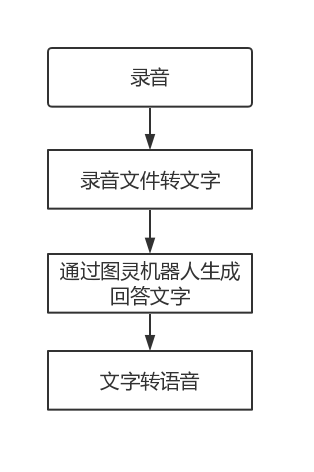 录音
录音文件转文字
通过图灵机器人生成
回答文字
文字转语音